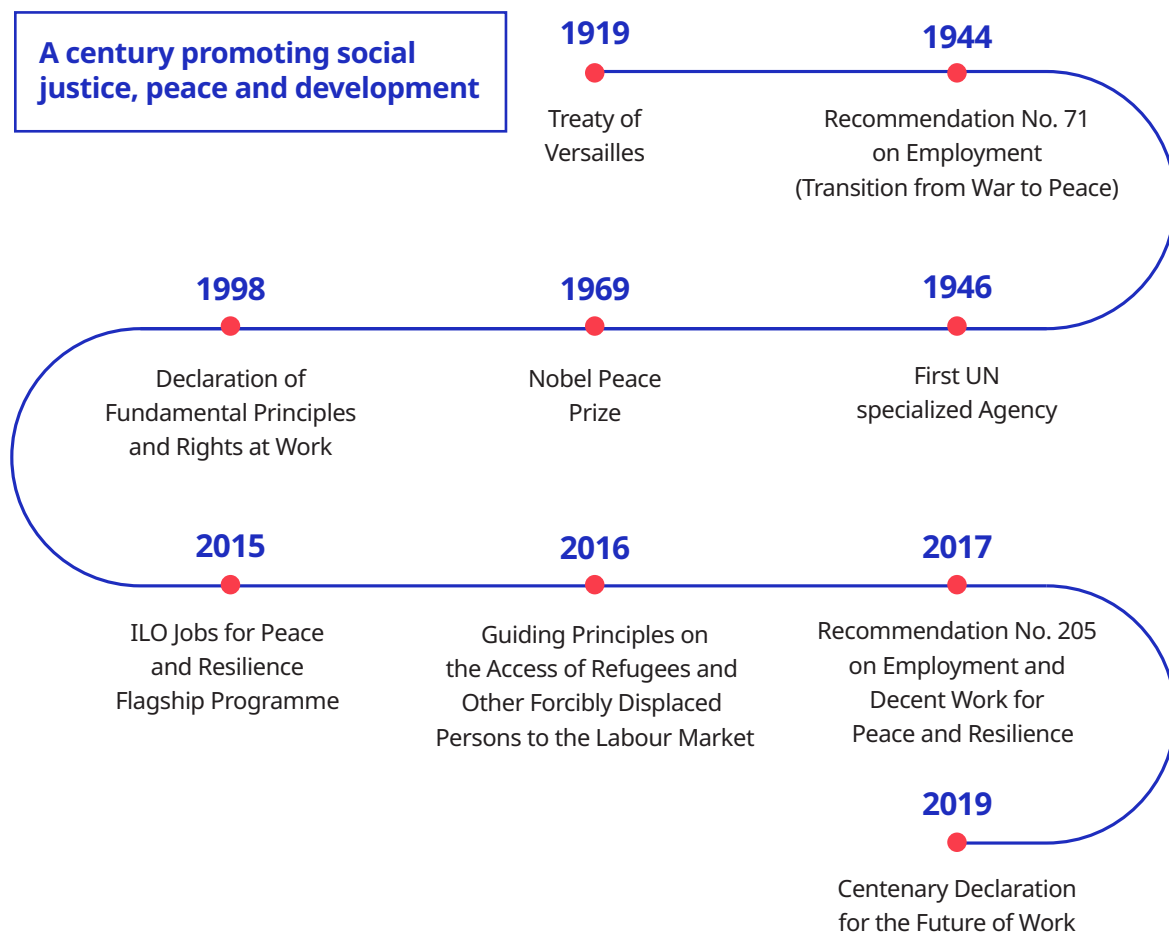 A century promoting social
justice, peace and development
1919
Treaty of
Versailles
1944
Recommendation No. 71
on Employment
(Transition from War to Peace)
1946
First UN
specialized Agency
1969
Nobel Peace
Prize
1998
Declaration of
Fundamental Principles
and Rights at Work
2015
ILO Jobs for Peace
and Resilience
Flagship Programme
2016
Guiding Principles on
the Access of Refugees and
Other Forcibly Displaced
Persons to the Labour Market
2017
Recommendation No. 205
on Employment and
Decent Work for
Peace and Resilience
2019
Centenary Declaration
for the Future of Work